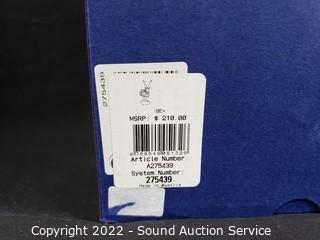 IBEX
MSRP: $ 210.00
Article Number:
A275439
System Number:
275439
Made in Austria
275439
Copyright 2022 - Sound Auction Service